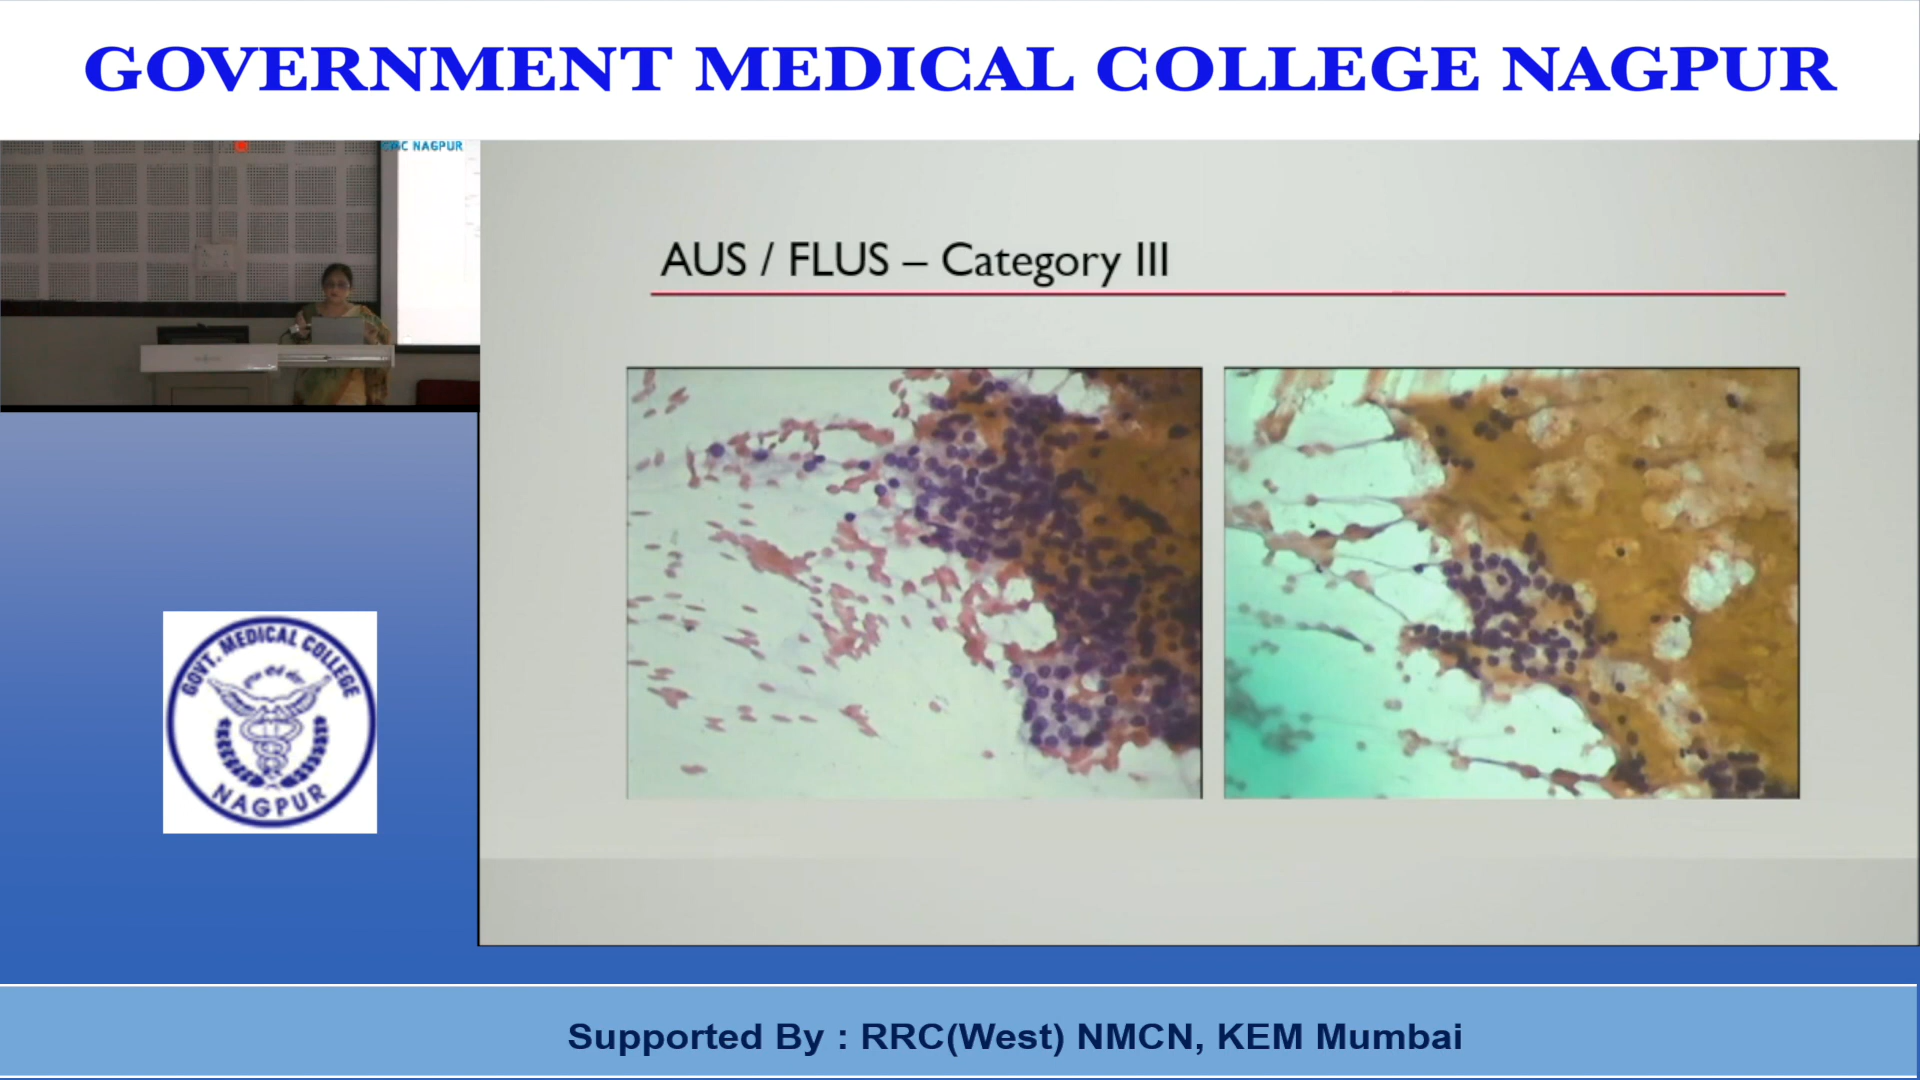 GOVERNMENT MEDICAL COLLEGE NAGPUR
NAGPUR
AUS / FLUS – Category III
GOVT. MEDICAL COLLEGE
NAGPUR
Supported By : RRC(West) NMCN, KEM Mumbai